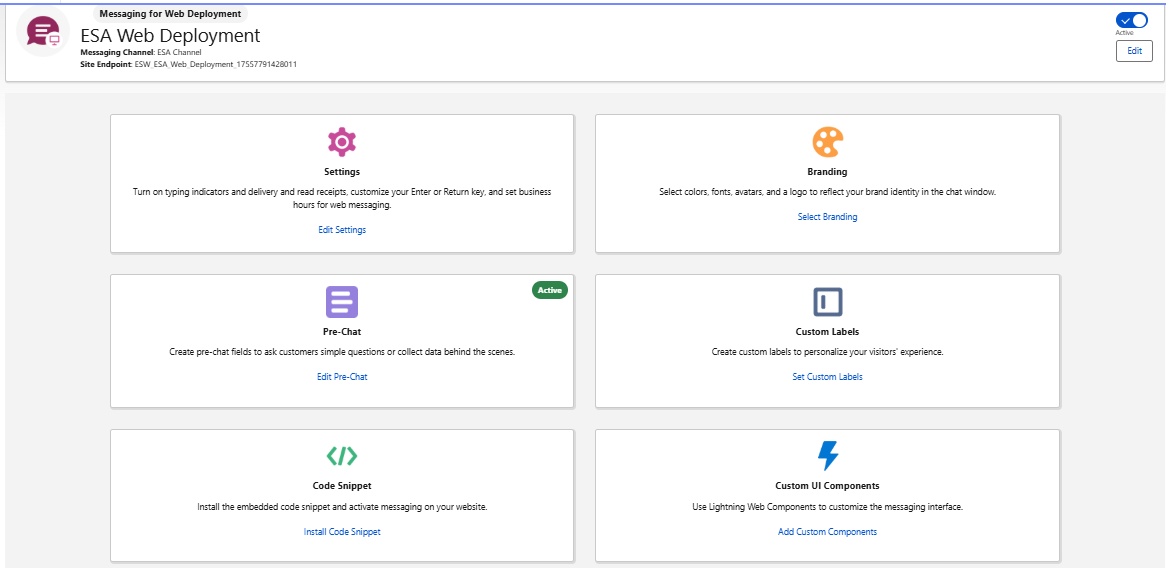 Messaging for Web Deployment
ESA Web Deployment
Messaging Channel: ESA Channel
Site Endpoint: ESW_ESA_Web_Deployment_17557791428011
Active
Edit
Settings
Turn on typing indicators and delivery and read receipts, customize your Enter or Return key, and set business
hours for web messaging.
Edit Settings
Branding
Select colors, fonts, avatars, and a logo to reflect your brand identity in the chat window.
Select Branding
Active
Pre-Chat
Create pre-chat fields to ask customers simple questions or collect data behind the scenes.
Edit Pre-Chat
Custom Labels
Create custom labels to personalize your visitors' experience.
Set Custom Labels
Code Snippet
Install the embedded code snippet and activate messaging on your website.
Install Code Snippet
Custom UI Components
Use Lightning Web Components to customize the messaging interface.
Add Custom Components